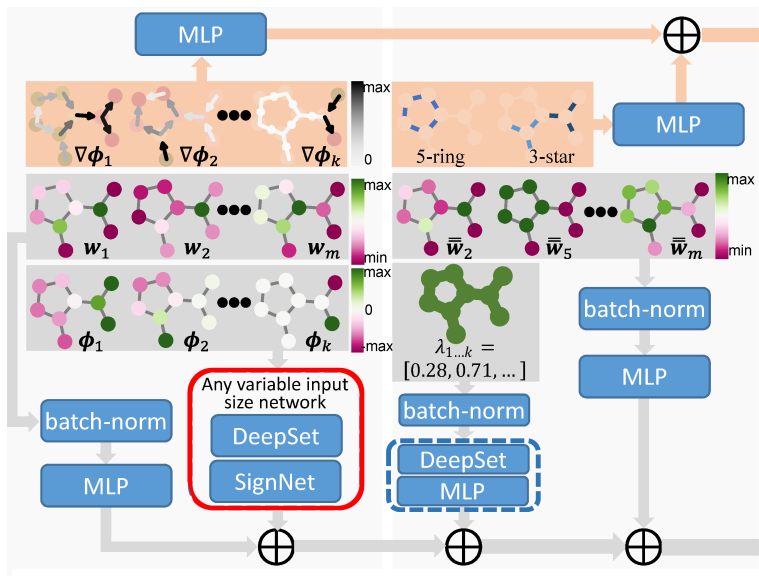 MLP
max
0
∇ϕ₁ ∇ϕ₂ ∇ϕₖ
5-ring 3-star
MLP
max
min
w₁ w₂ wₘ
max
min
w̿₂ w̿₅ w̿ₘ
max
0
-max
ϕ₁ ϕ₂ ϕₖ
λ₁…ₖ =
[0.28, 0.71, … ]
batch-norm
MLP
Any variable input
size network
DeepSet
SignNet
batch-norm
DeepSet
MLP
batch-norm
MLP